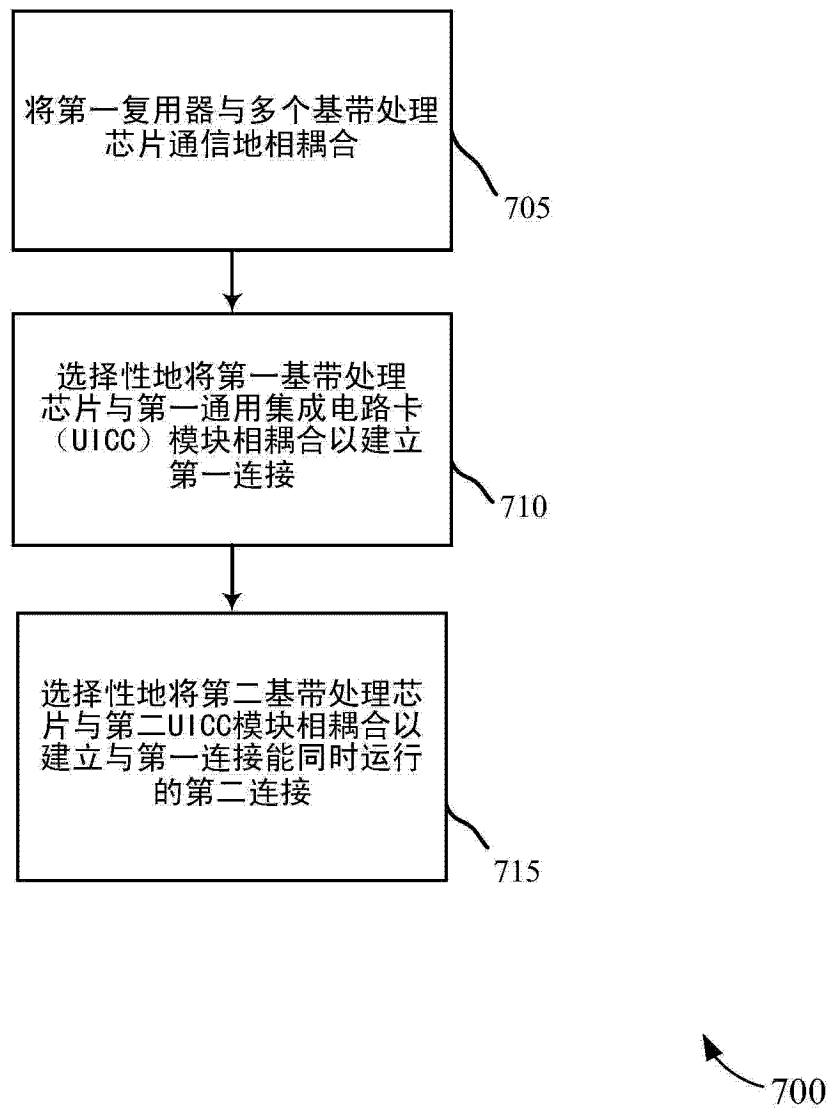 将第一复用器与多个基带处理
芯片通信地相耦合
705
选择性地将第一基带处理
芯片与第一通用集成电路卡
（UICC）模块相耦合以建立
第一连接
710
选择性地将第二基带处理芯
片与第二UICC模块相耦合以
建立与第一连接能同时运行
的第二连接
715
700